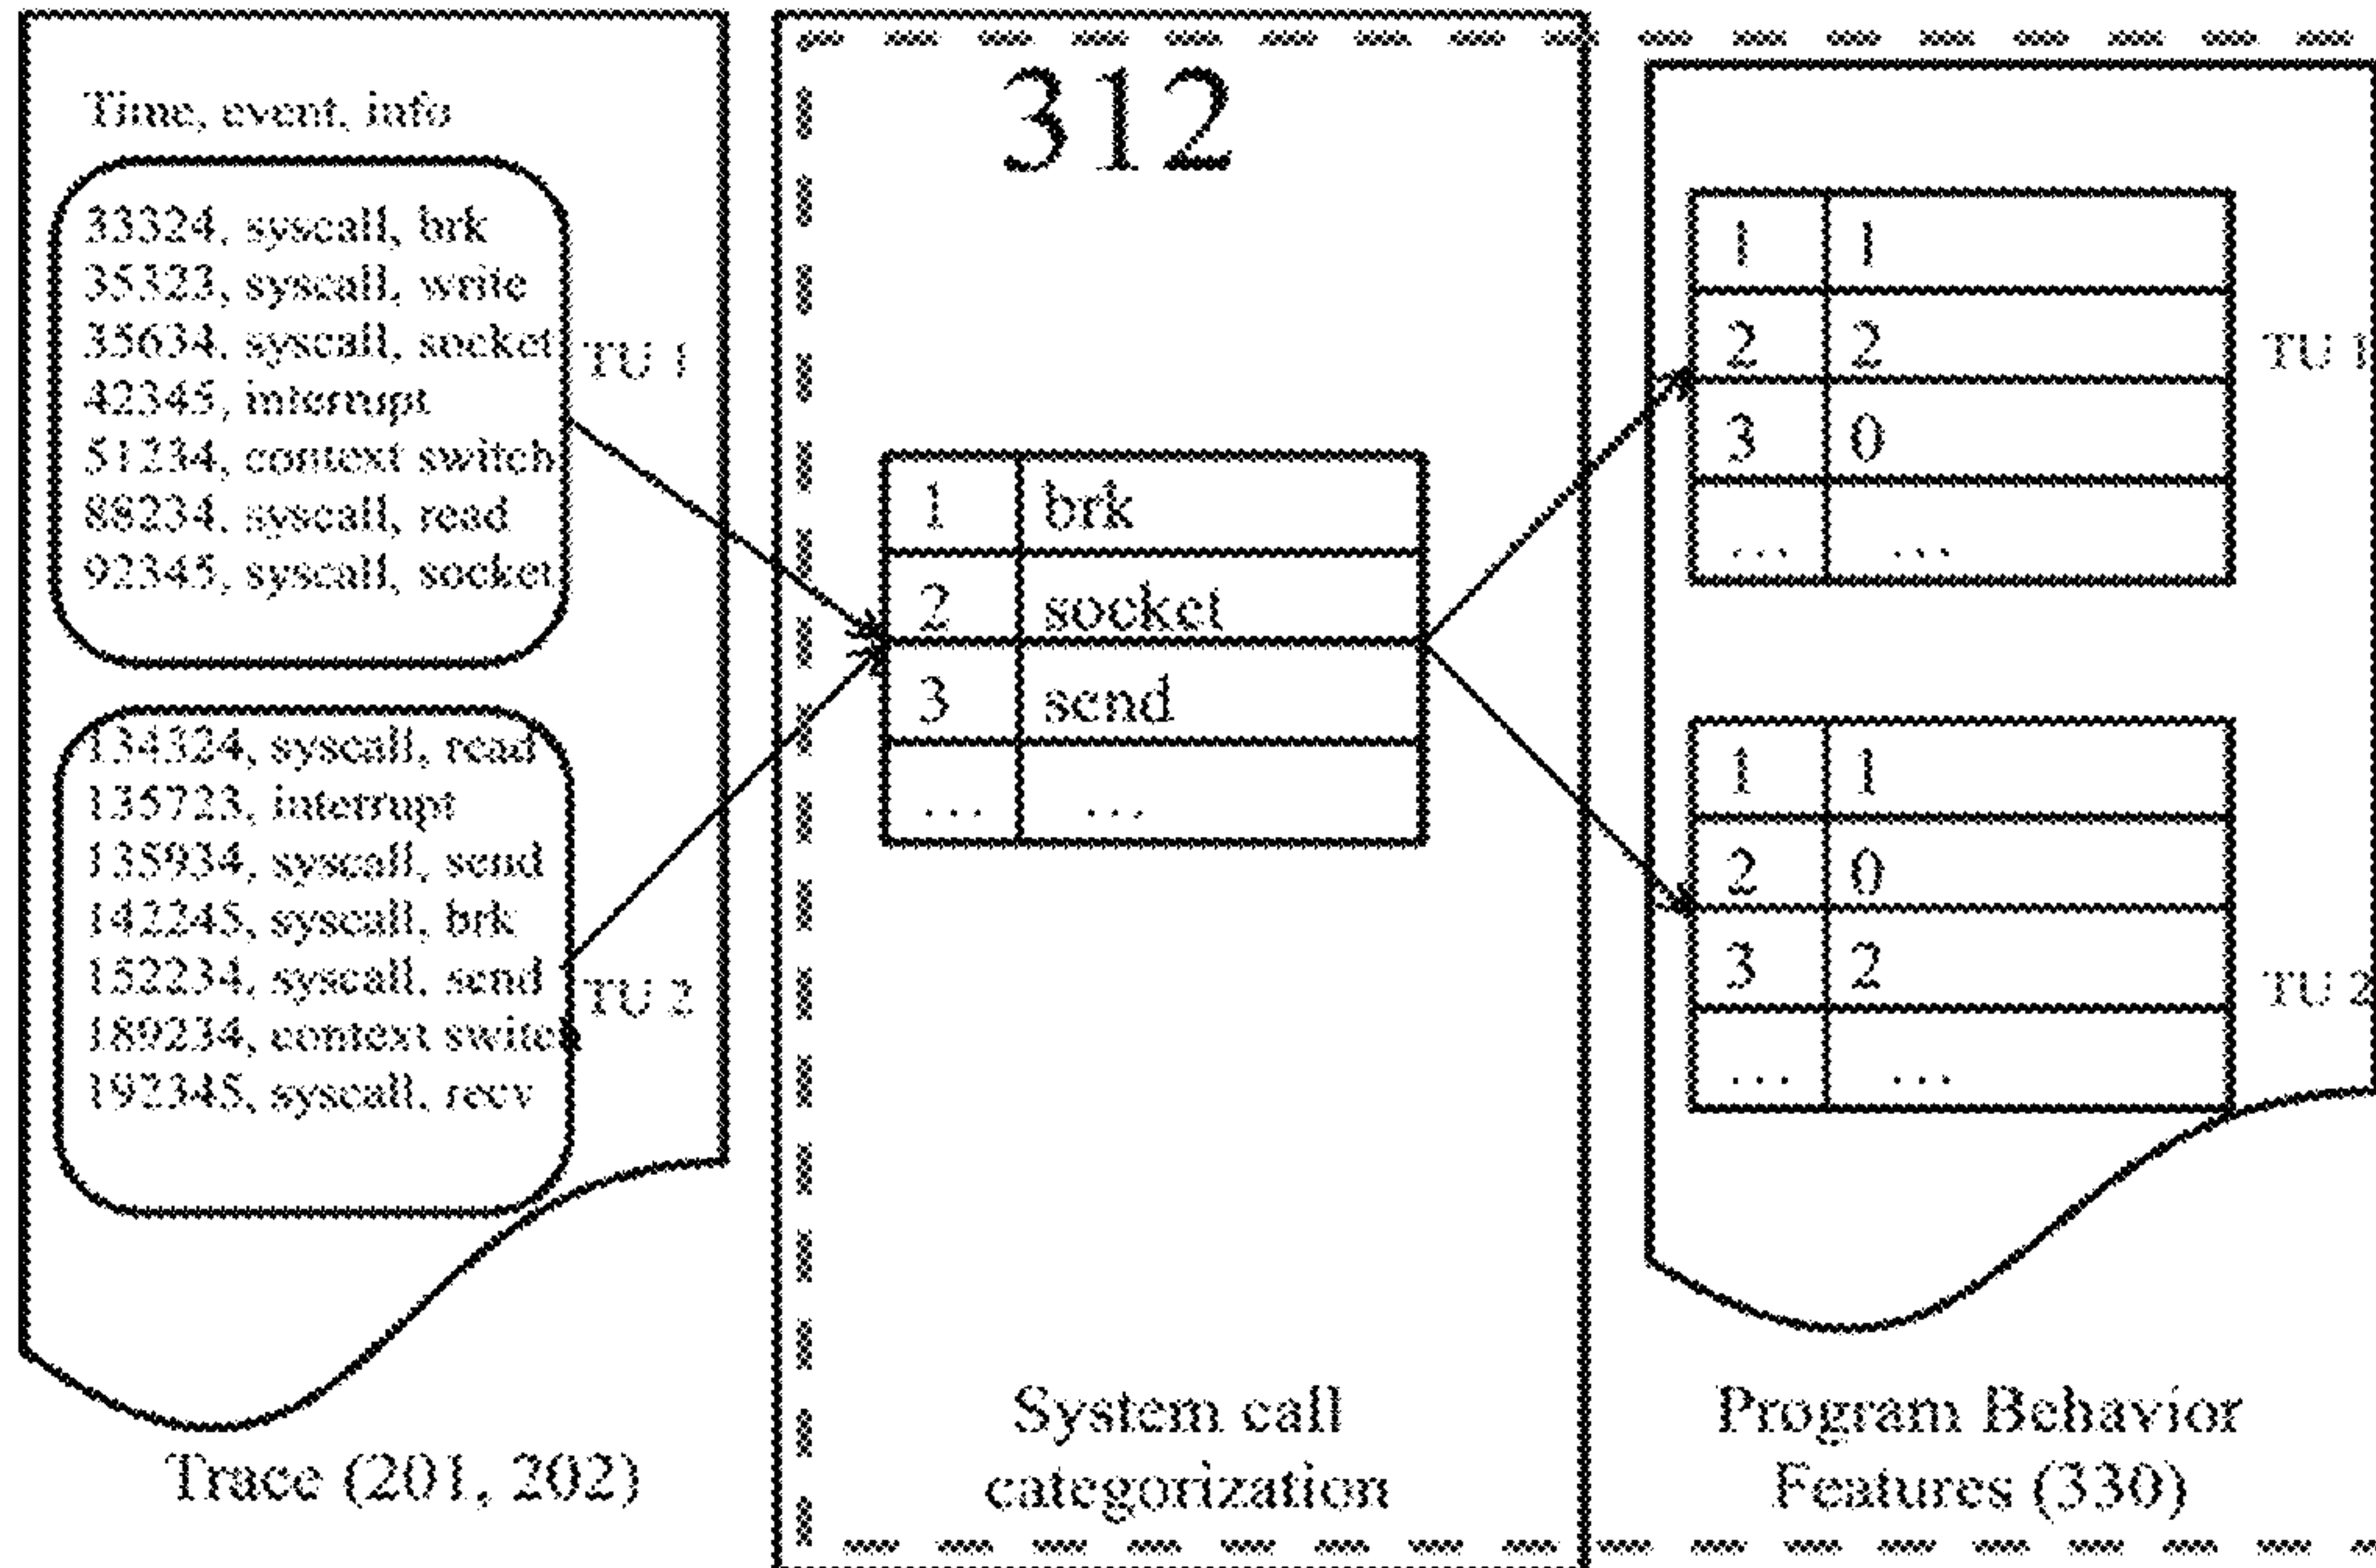 Time, event, info
33324, syscall, brk
35323, syscall, write
35634, syscall, socket
42345, interrupt
51234, context switch
88234, syscall, read
92345, syscall, socket
TU 1
134324, syscall, read
135723, interrupt
135934, syscall, send
142245, syscall, brk
152234, syscall, send
189234, context switch
192345, syscall, recv
TU 2
Trace (201, 202)
312
1 brk
2 socket
3 send
... ...
System call
categorization
1 1
2 2
3 0
... ...
TU 1
1 1
2 0
3 2
... ...
TU 2
Program Behavior
Features (330)